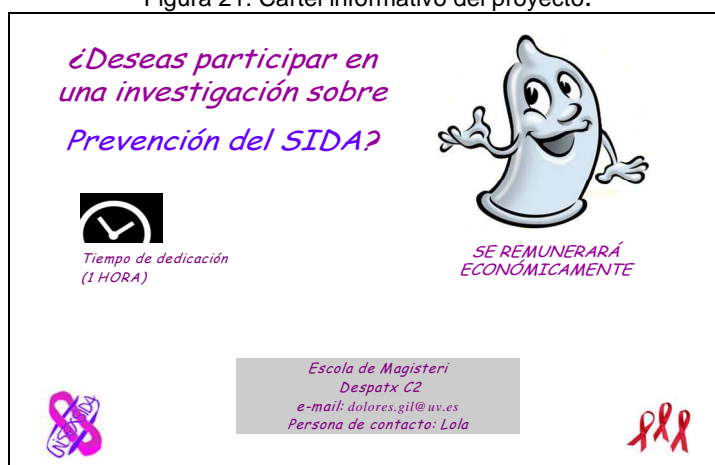 Figura 21. Cartel informativo del proyecto.
¿Deseas participar en
una investigación sobre
Prevención del SIDA?
Tiempo de dedicación
(1 HORA)
SE REMUNERARÁ
ECONÓMICAMENTE
Escola de Magisteri
Despatx C2
e-mail: dolores.gil@uv.es
Persona de contacto: Lola